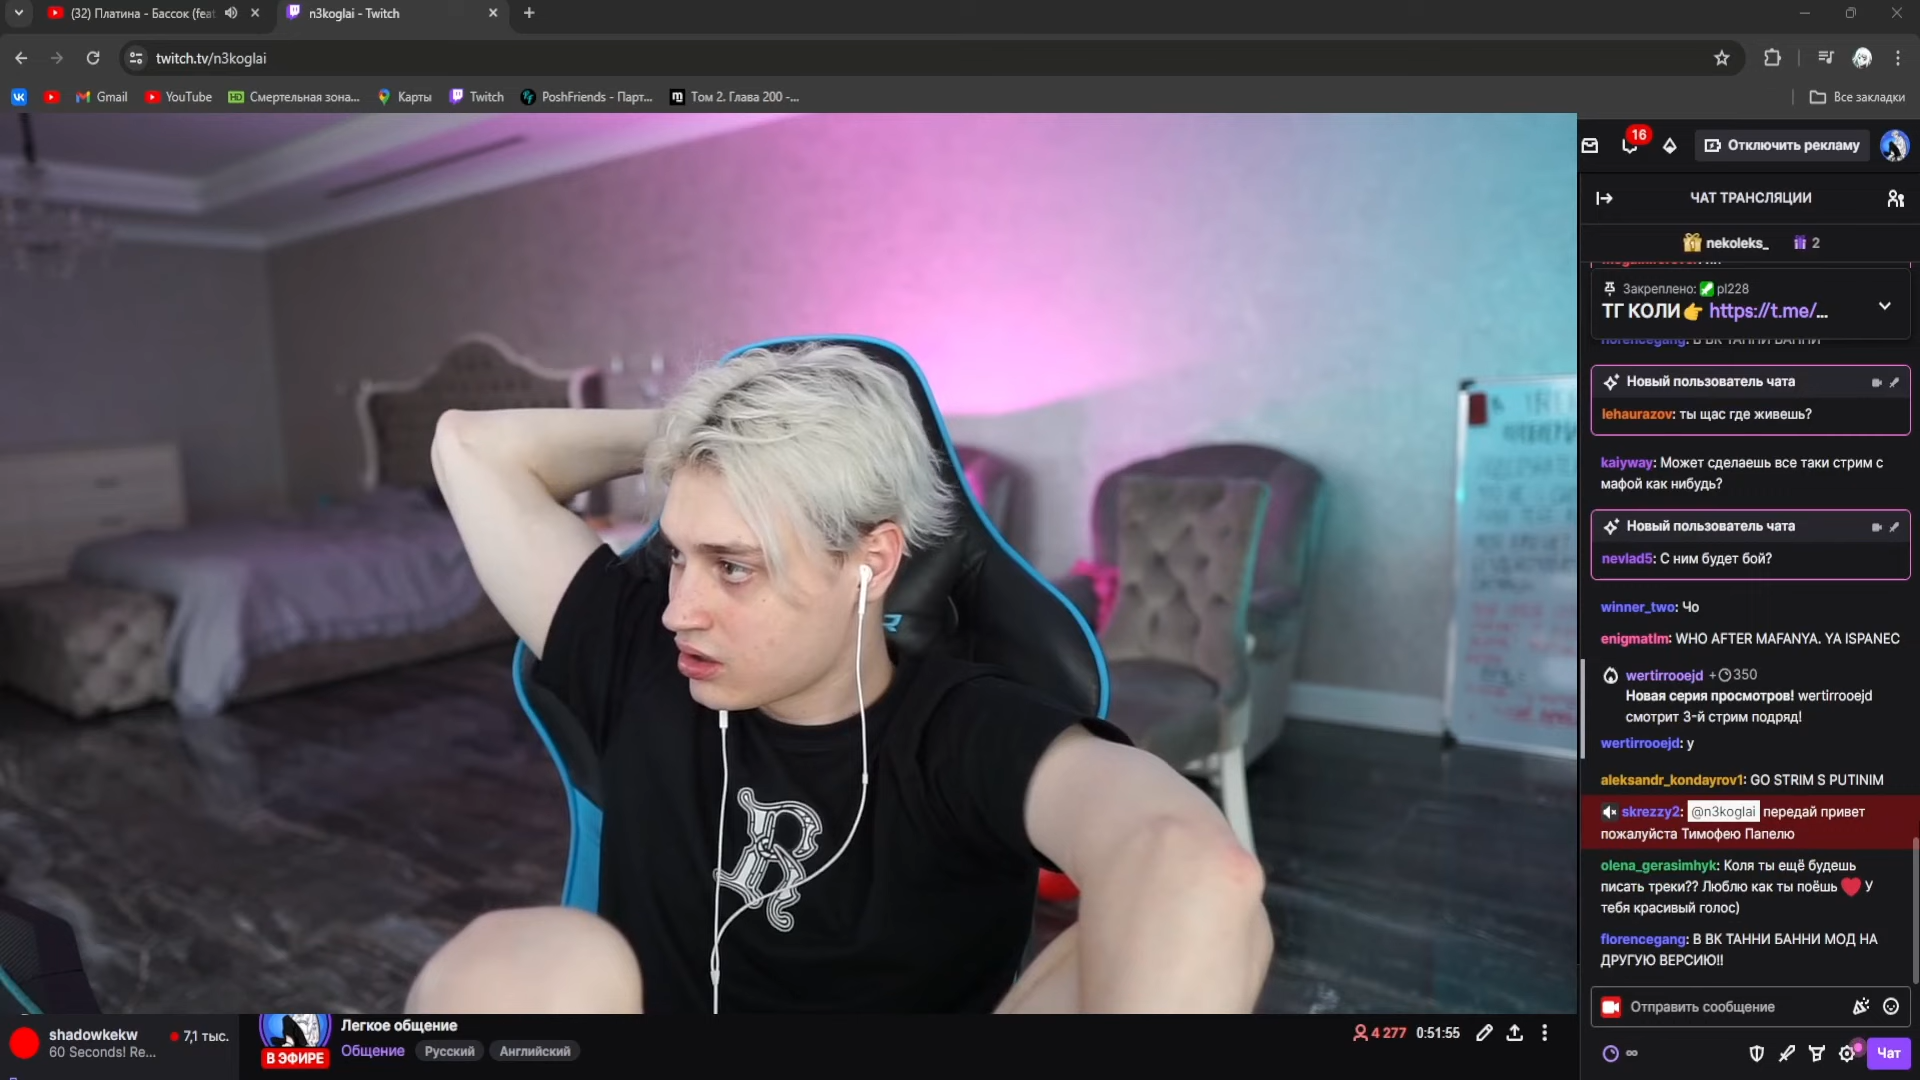 (32) Платина - Бассок (feat
n3koglai - Twitch
twitch.tv/n3koglai
Gmail
YouTube
HD Смертельная зона...
Карты
Twitch
PoshFriends - Парт...
Том 2. Глава 200 -...
Все закладки
16
Отключить рекламу
ЧАТ ТРАНСЛЯЦИИ
nekoleks_ 2
Закреплено: pl228
ТГ КОЛИ👉 https://t.me/...
florencegang: В ВК ТАННИ БАННИ
Новый пользователь чата
lehaurazov: ты щас где живешь?
kaiyway: Может сделаешь все таки стрим с
мафой как нибудь?
Новый пользователь чата
nevlad5: С ним будет бой?
winner_two: Чо
enigmatlm: WHO AFTER MAFANYA. YA ISPANEC
wertirrooejd +350
Новая серия просмотров! wertirrooejd
смотрит 3-й стрим подряд!
wertirrooejd: у
aleksandr_kondayrov1: GO STRIM S PUTINIM
skrezzy2: @n3koglai передай привет
пожалуйста Тимофею Папелю
olena_gerasimhyk: Коля ты ещё будешь
писать треки?? Люблю как ты поёшь ❤️ У
тебя красивый голос)
florencegang: В ВК ТАННИ БАННИ МОД НА
ДРУГУЮ ВЕРСИЮ!!
Отправить сообщение
∞
Чат
shadowkekw 7,1 тыс.
60 Seconds! Re...
В ЭФИРЕ
Легкое общение
Общение Русский Английский
4 277 0:51:55